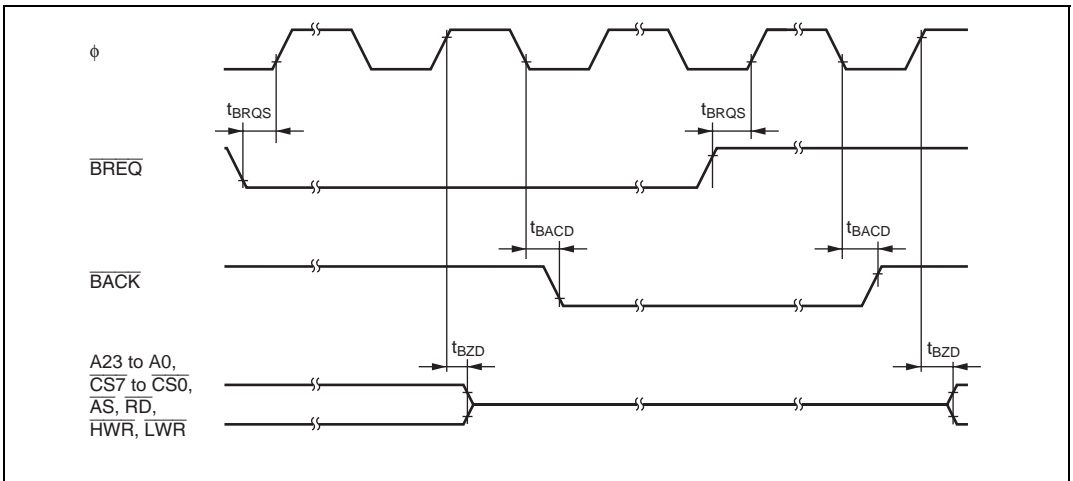 ϕ
tBRQS tBRQS
BREQ
tBACD tBACD
BACK
tBZD tBZD
A23 to A0,
CS7 to CS0,
AS, RD,
HWR, LWR